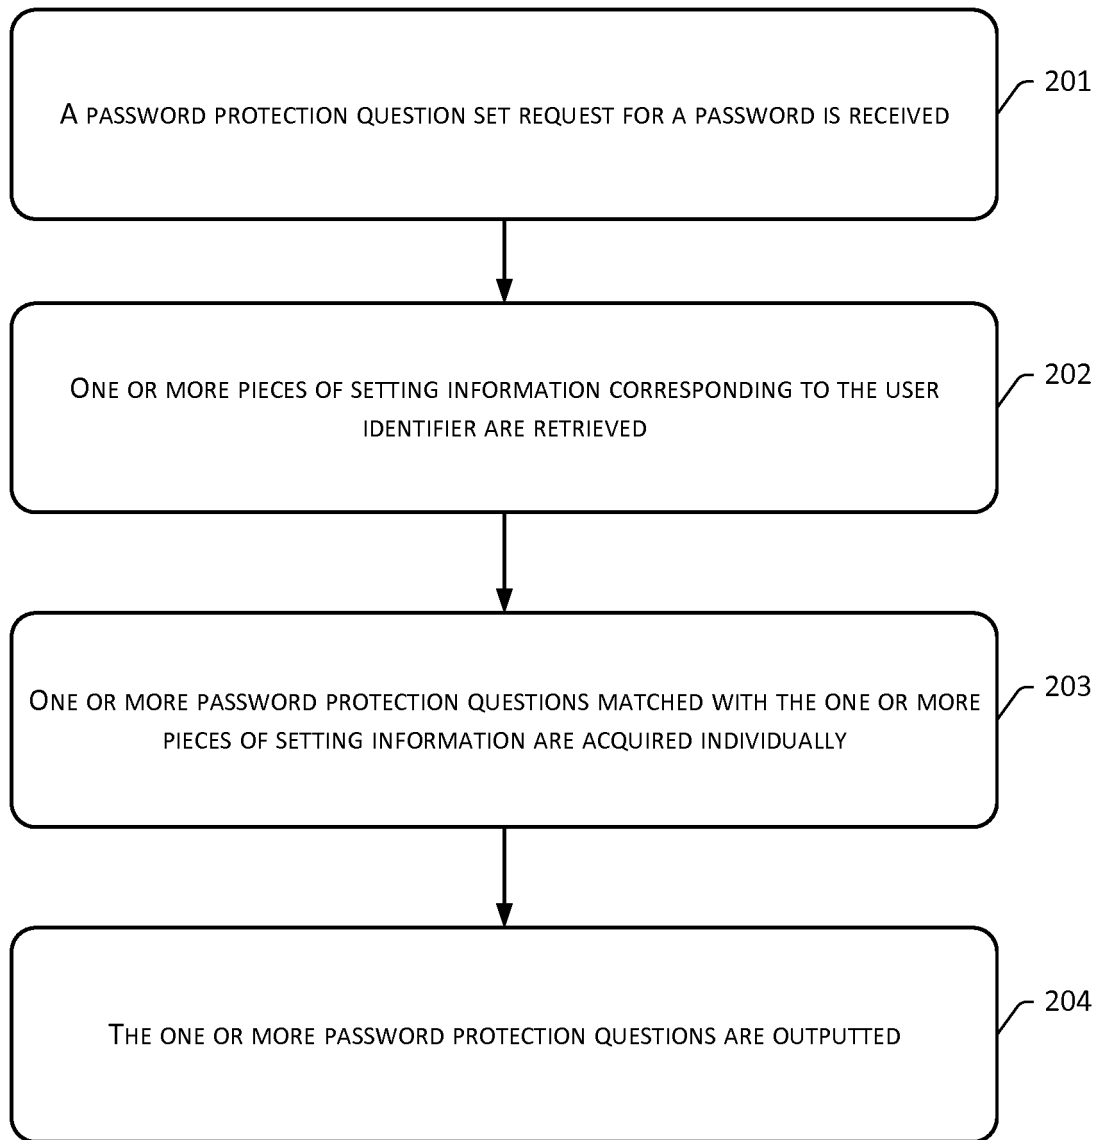 A PASSWORD PROTECTION QUESTION SET REQUEST FOR A PASSWORD IS RECEIVED
201
ONE OR MORE PIECES OF SETTING INFORMATION CORRESPONDING TO THE USER
IDENTIFIER ARE RETRIEVED
202
ONE OR MORE PASSWORD PROTECTION QUESTIONS MATCHED WITH THE ONE OR MORE
PIECES OF SETTING INFORMATION ARE ACQUIRED INDIVIDUALLY
203
THE ONE OR MORE PASSWORD PROTECTION QUESTIONS ARE OUTPUTTED
204